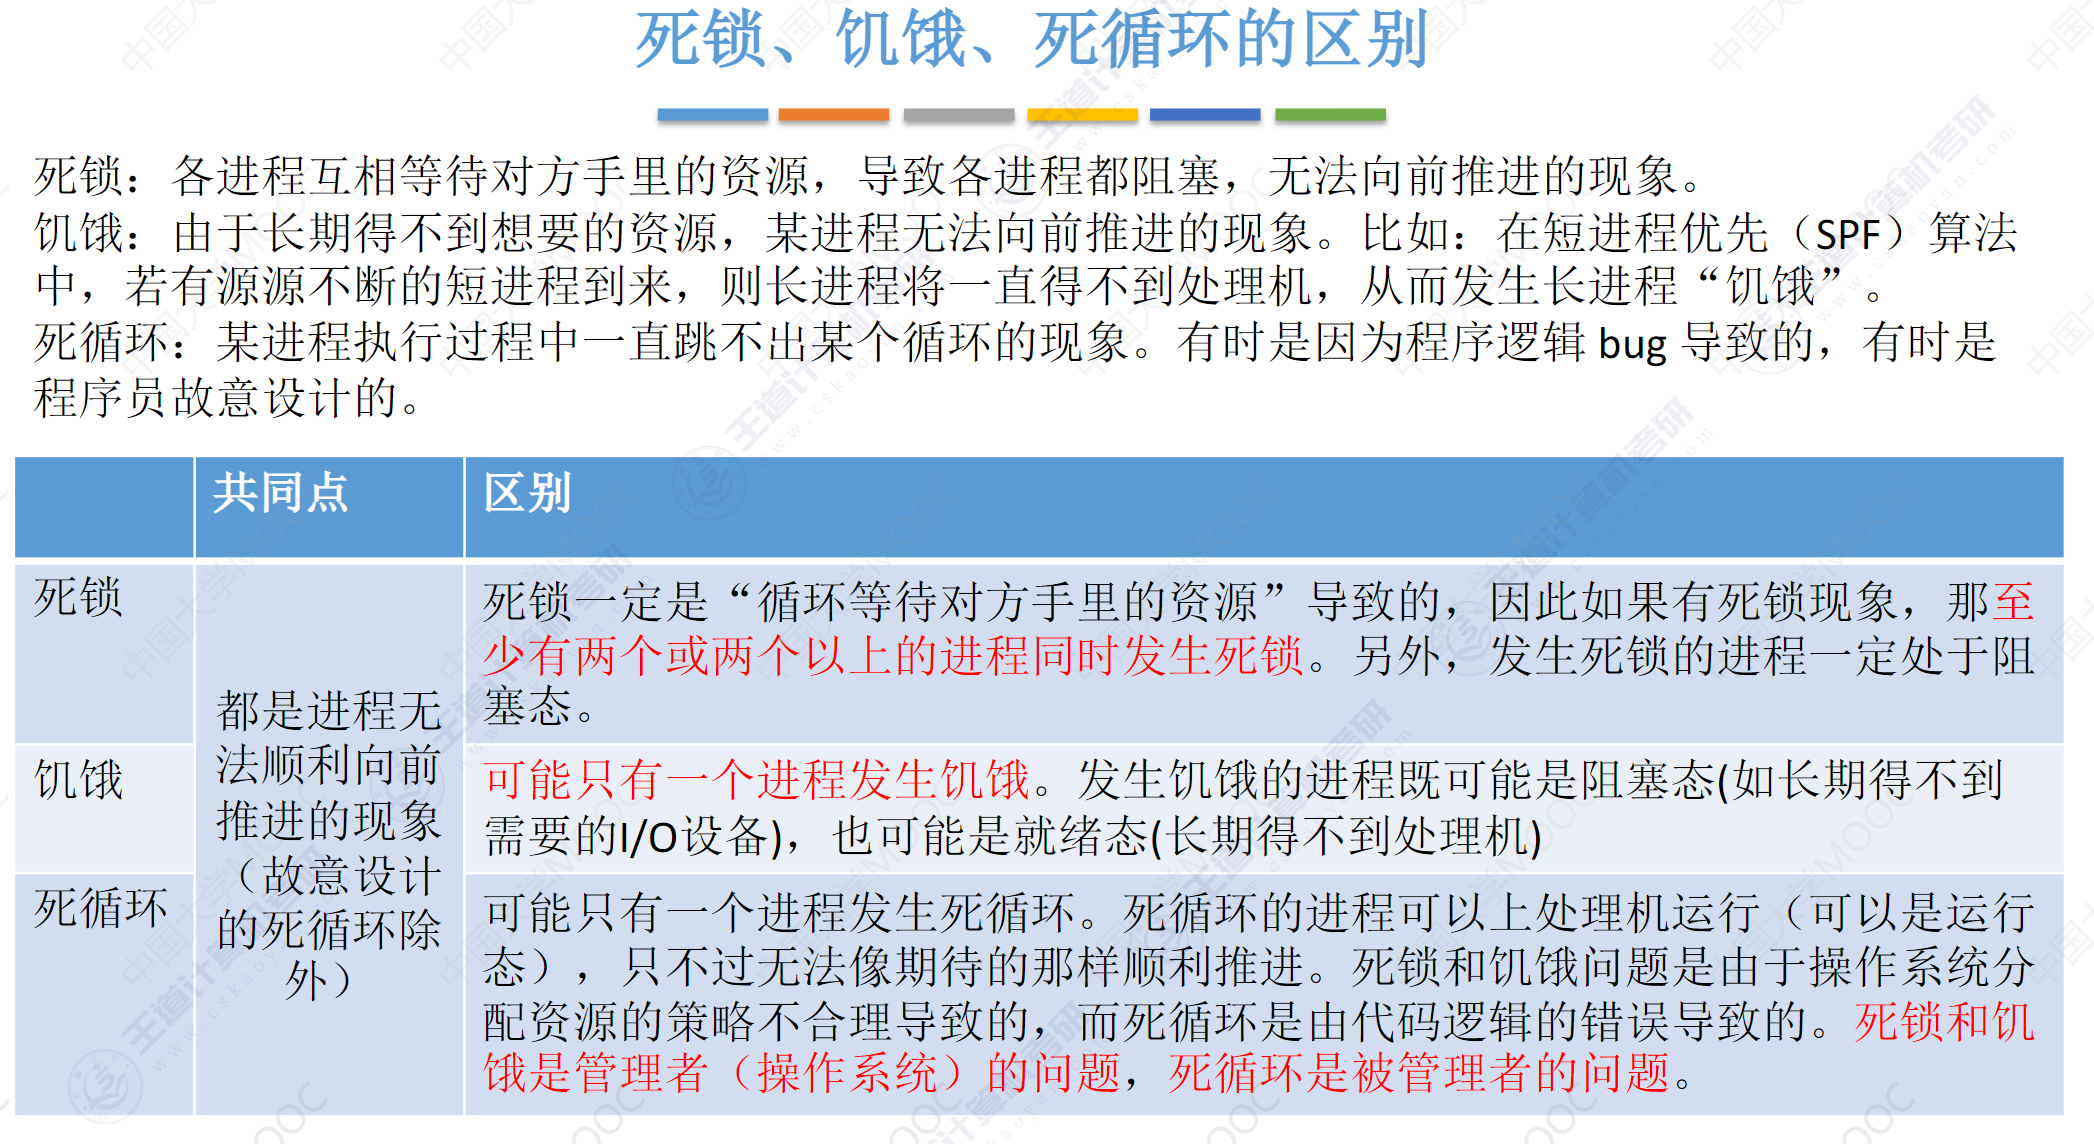 死锁、饥饿、死循环的区别
死锁：各进程互相等待对方手里的资源，导致各进程都阻塞，无法向前推进的现象。
饥饿：由于长期得不到想要的资源，某进程无法向前推进的现象。比如：在短进程优先（SPF）算法
中，若有源源不断的短进程到来，则长进程将一直得不到处理机，从而发生长进程“饥饿”。
死循环：某进程执行过程中一直跳不出某个循环的现象。有时是因为程序逻辑 bug 导致的，有时是
程序员故意设计的。
共同点
区别
死锁
都是进程无
法顺利向前
推进的现象
（故意设计
的死循环除
外）
死锁一定是“循环等待对方手里的资源”导致的，因此如果有死锁现象，那至
少有两个或两个以上的进程同时发生死锁。另外，发生死锁的进程一定处于阻
塞态。
饥饿
可能只有一个进程发生饥饿。发生饥饿的进程既可能是阻塞态(如长期得不到
需要的I/O设备)，也可能是就绪态(长期得不到处理机)
死循环
可能只有一个进程发生死循环。死循环的进程可以上处理机运行（可以是运行
态），只不过无法像期待的那样顺利推进。死锁和饥饿问题是由于操作系统分
配资源的策略不合理导致的，而死循环是由代码逻辑的错误导致的。死锁和饥
饿是管理者（操作系统）的问题，死循环是被管理者的问题。
王道计算机考研
www.cskaoyan.com
中国大学MOOC